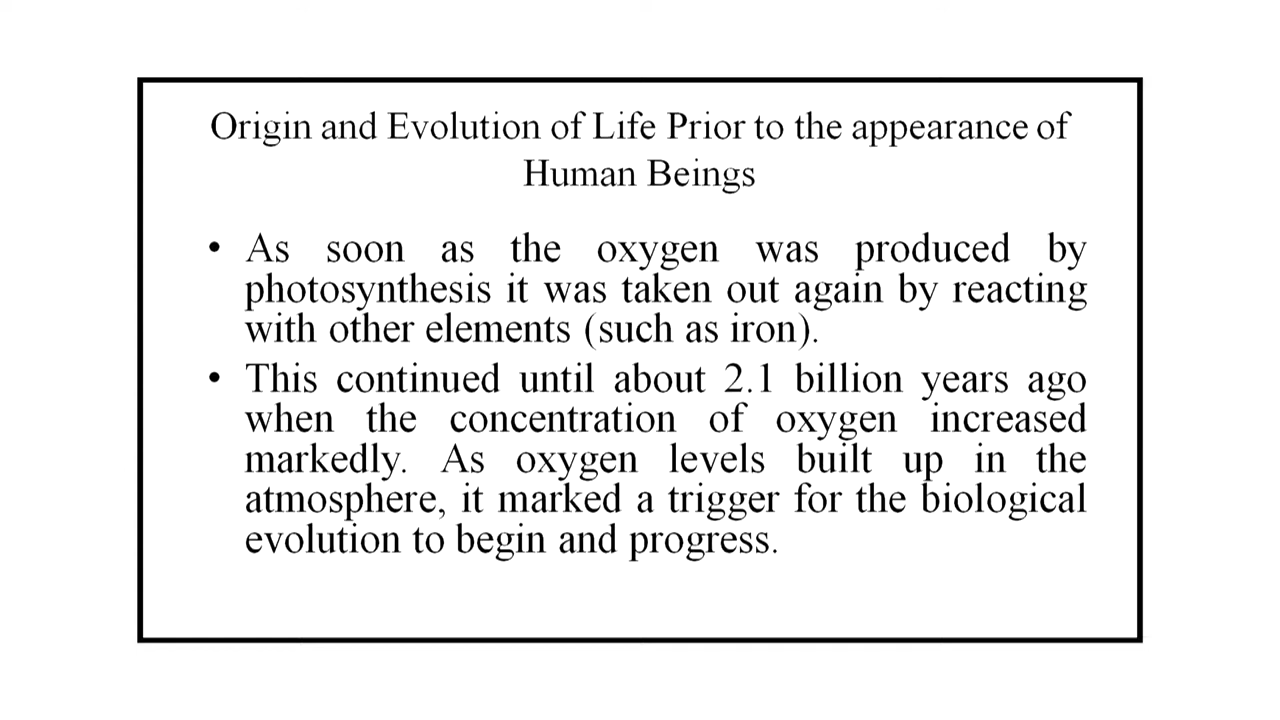 Origin and Evolution of Life Prior to the appearance of
Human Beings
• As soon as the oxygen was produced by
photosynthesis it was taken out again by reacting
with other elements (such as iron).
• This continued until about 2.1 billion years ago
when the concentration of oxygen increased
markedly. As oxygen levels built up in the
atmosphere, it marked a trigger for the biological
evolution to begin and progress.